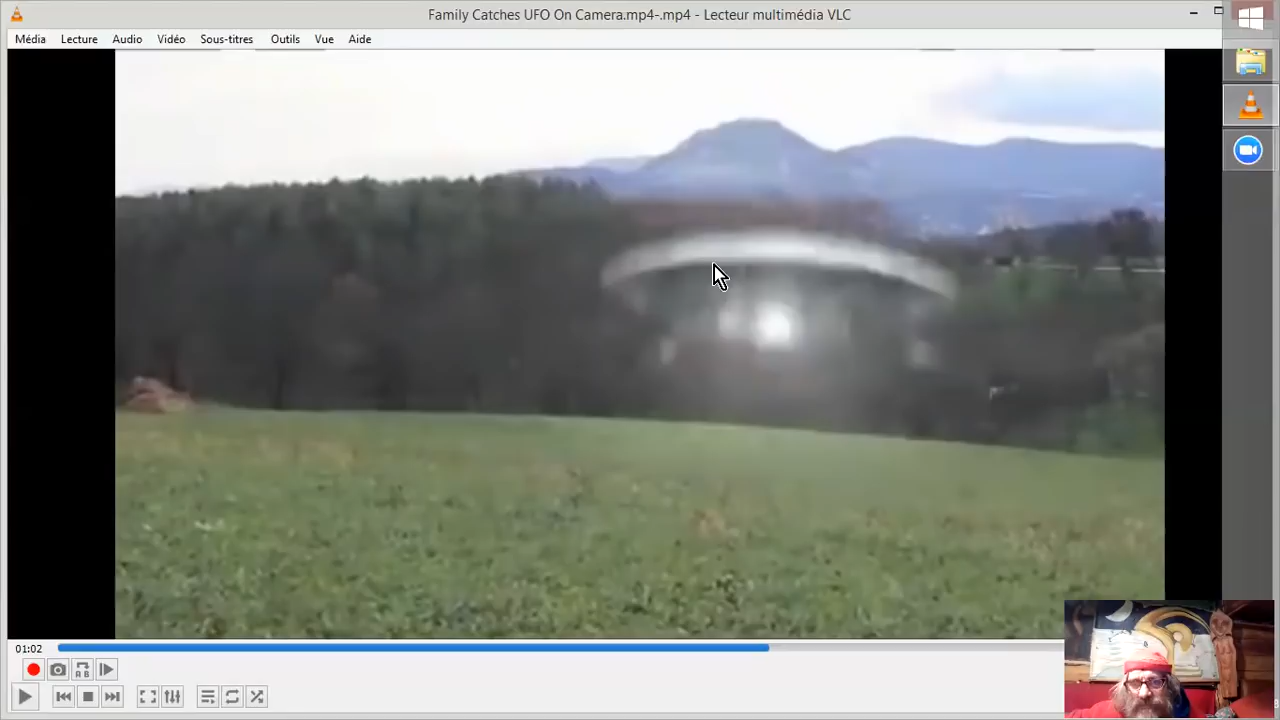 Family Catches UFO On Camera.mp4-.mp4 - Lecteur multimédia VLC
Média Lecture Audio Vidéo Sous-titres Outils Vue Aide
01:02
A B